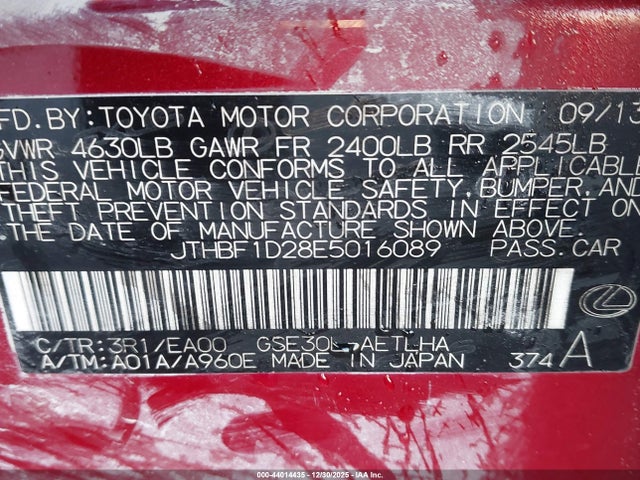 MFD. BY: TOYOTA MOTOR CORPORATION 09/13
GVWR 4630LB GAWR FR 2400LB RR 2545LB
THIS VEHICLE CONFORMS TO ALL APPLICABLE
FEDERAL MOTOR VEHICLE SAFETY, BUMPER, AND
THEFT PREVENTION STANDARDS IN EFFECT ON
THE DATE OF MANUFACTURE SHOWN ABOVE.
JTHBF1D28E5016089 PASS.CAR
C/TR: 3R1/EA00 GSE30L-AETLHA
A/TM: A01A/A960E MADE IN JAPAN 374 A
000-44014435 - 12/30/2025 - IAA Inc.